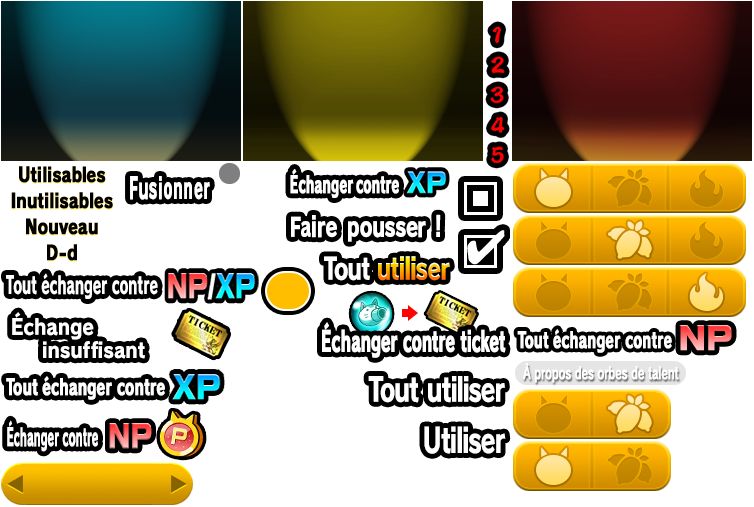 1
2
3
4
5
Utilisables
Inutilisables
Nouveau
D-d
Fusionner
Échanger contre XP
Faire pousser !
Tout utiliser
TICKET
Échanger contre ticket
Tout utiliser
Utiliser
Tout échanger contre NP/XP
Échange
insuffisant
TICKET
Tout échanger contre XP
Échanger contre NP
P
Tout échanger contre NP
À propos des orbes de talent